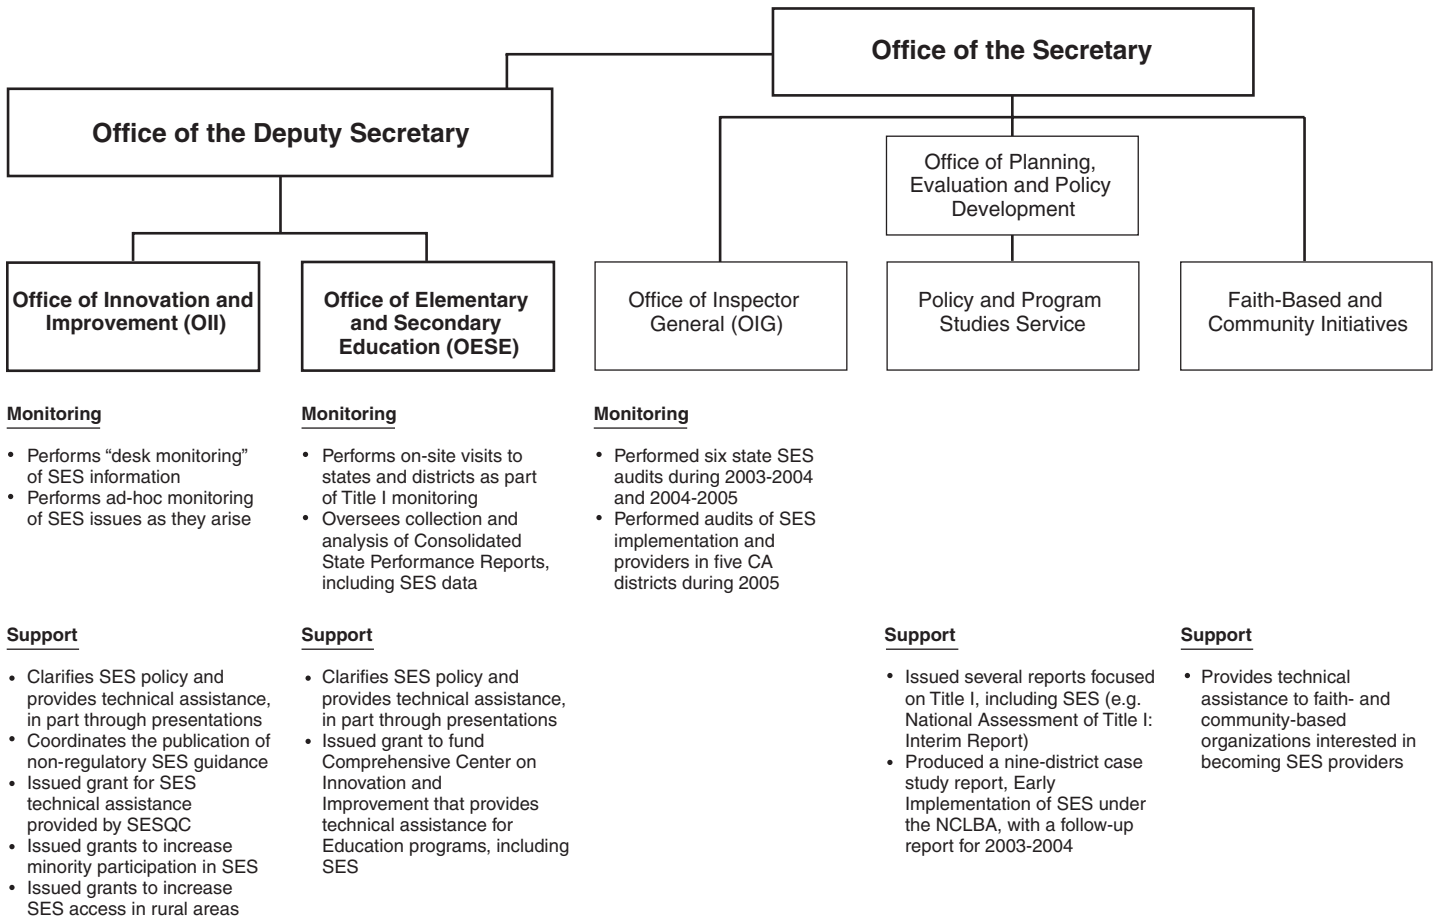 Office of the Secretary
Office of the Deputy Secretary
Office of Planning,
Evaluation and Policy
Development
Office of Innovation and
Improvement (OII)
Office of Elementary
and Secondary
Education (OESE)
Office of Inspector
General (OIG)
Policy and Program
Studies Service
Faith-Based and
Community Initiatives
Monitoring
• Performs “desk monitoring”
of SES information
• Performs ad-hoc monitoring
of SES issues as they arise
Monitoring
• Performs on-site visits to
states and districts as part
of Title I monitoring
• Oversees collection and
analysis of Consolidated
State Performance Reports,
including SES data
Monitoring
• Performed six state SES
audits during 2003-2004
and 2004-2005
• Performed audits of SES
implementation and
providers in five CA
districts during 2005
Support
• Clarifies SES policy and
provides technical assistance,
in part through presentations
• Coordinates the publication of
non-regulatory SES guidance
• Issued grant for SES
technical assistance
provided by SESQC
• Issued grants to increase
minority participation in SES
• Issued grants to increase
SES access in rural areas
Support
• Clarifies SES policy and
provides technical assistance,
in part through presentations
• Issued grant to fund
Comprehensive Center on
Innovation and
Improvement that provides
technical assistance for
Education programs, including
SES
Support
• Issued several reports focused
on Title I, including SES (e.g.
National Assessment of Title I:
Interim Report)
• Produced a nine-district case
study report, Early
Implementation of SES under
the NCLBA, with a follow-up
report for 2003-2004
Support
• Provides technical
assistance to faith- and
community-based
organizations interested in
becoming SES providers